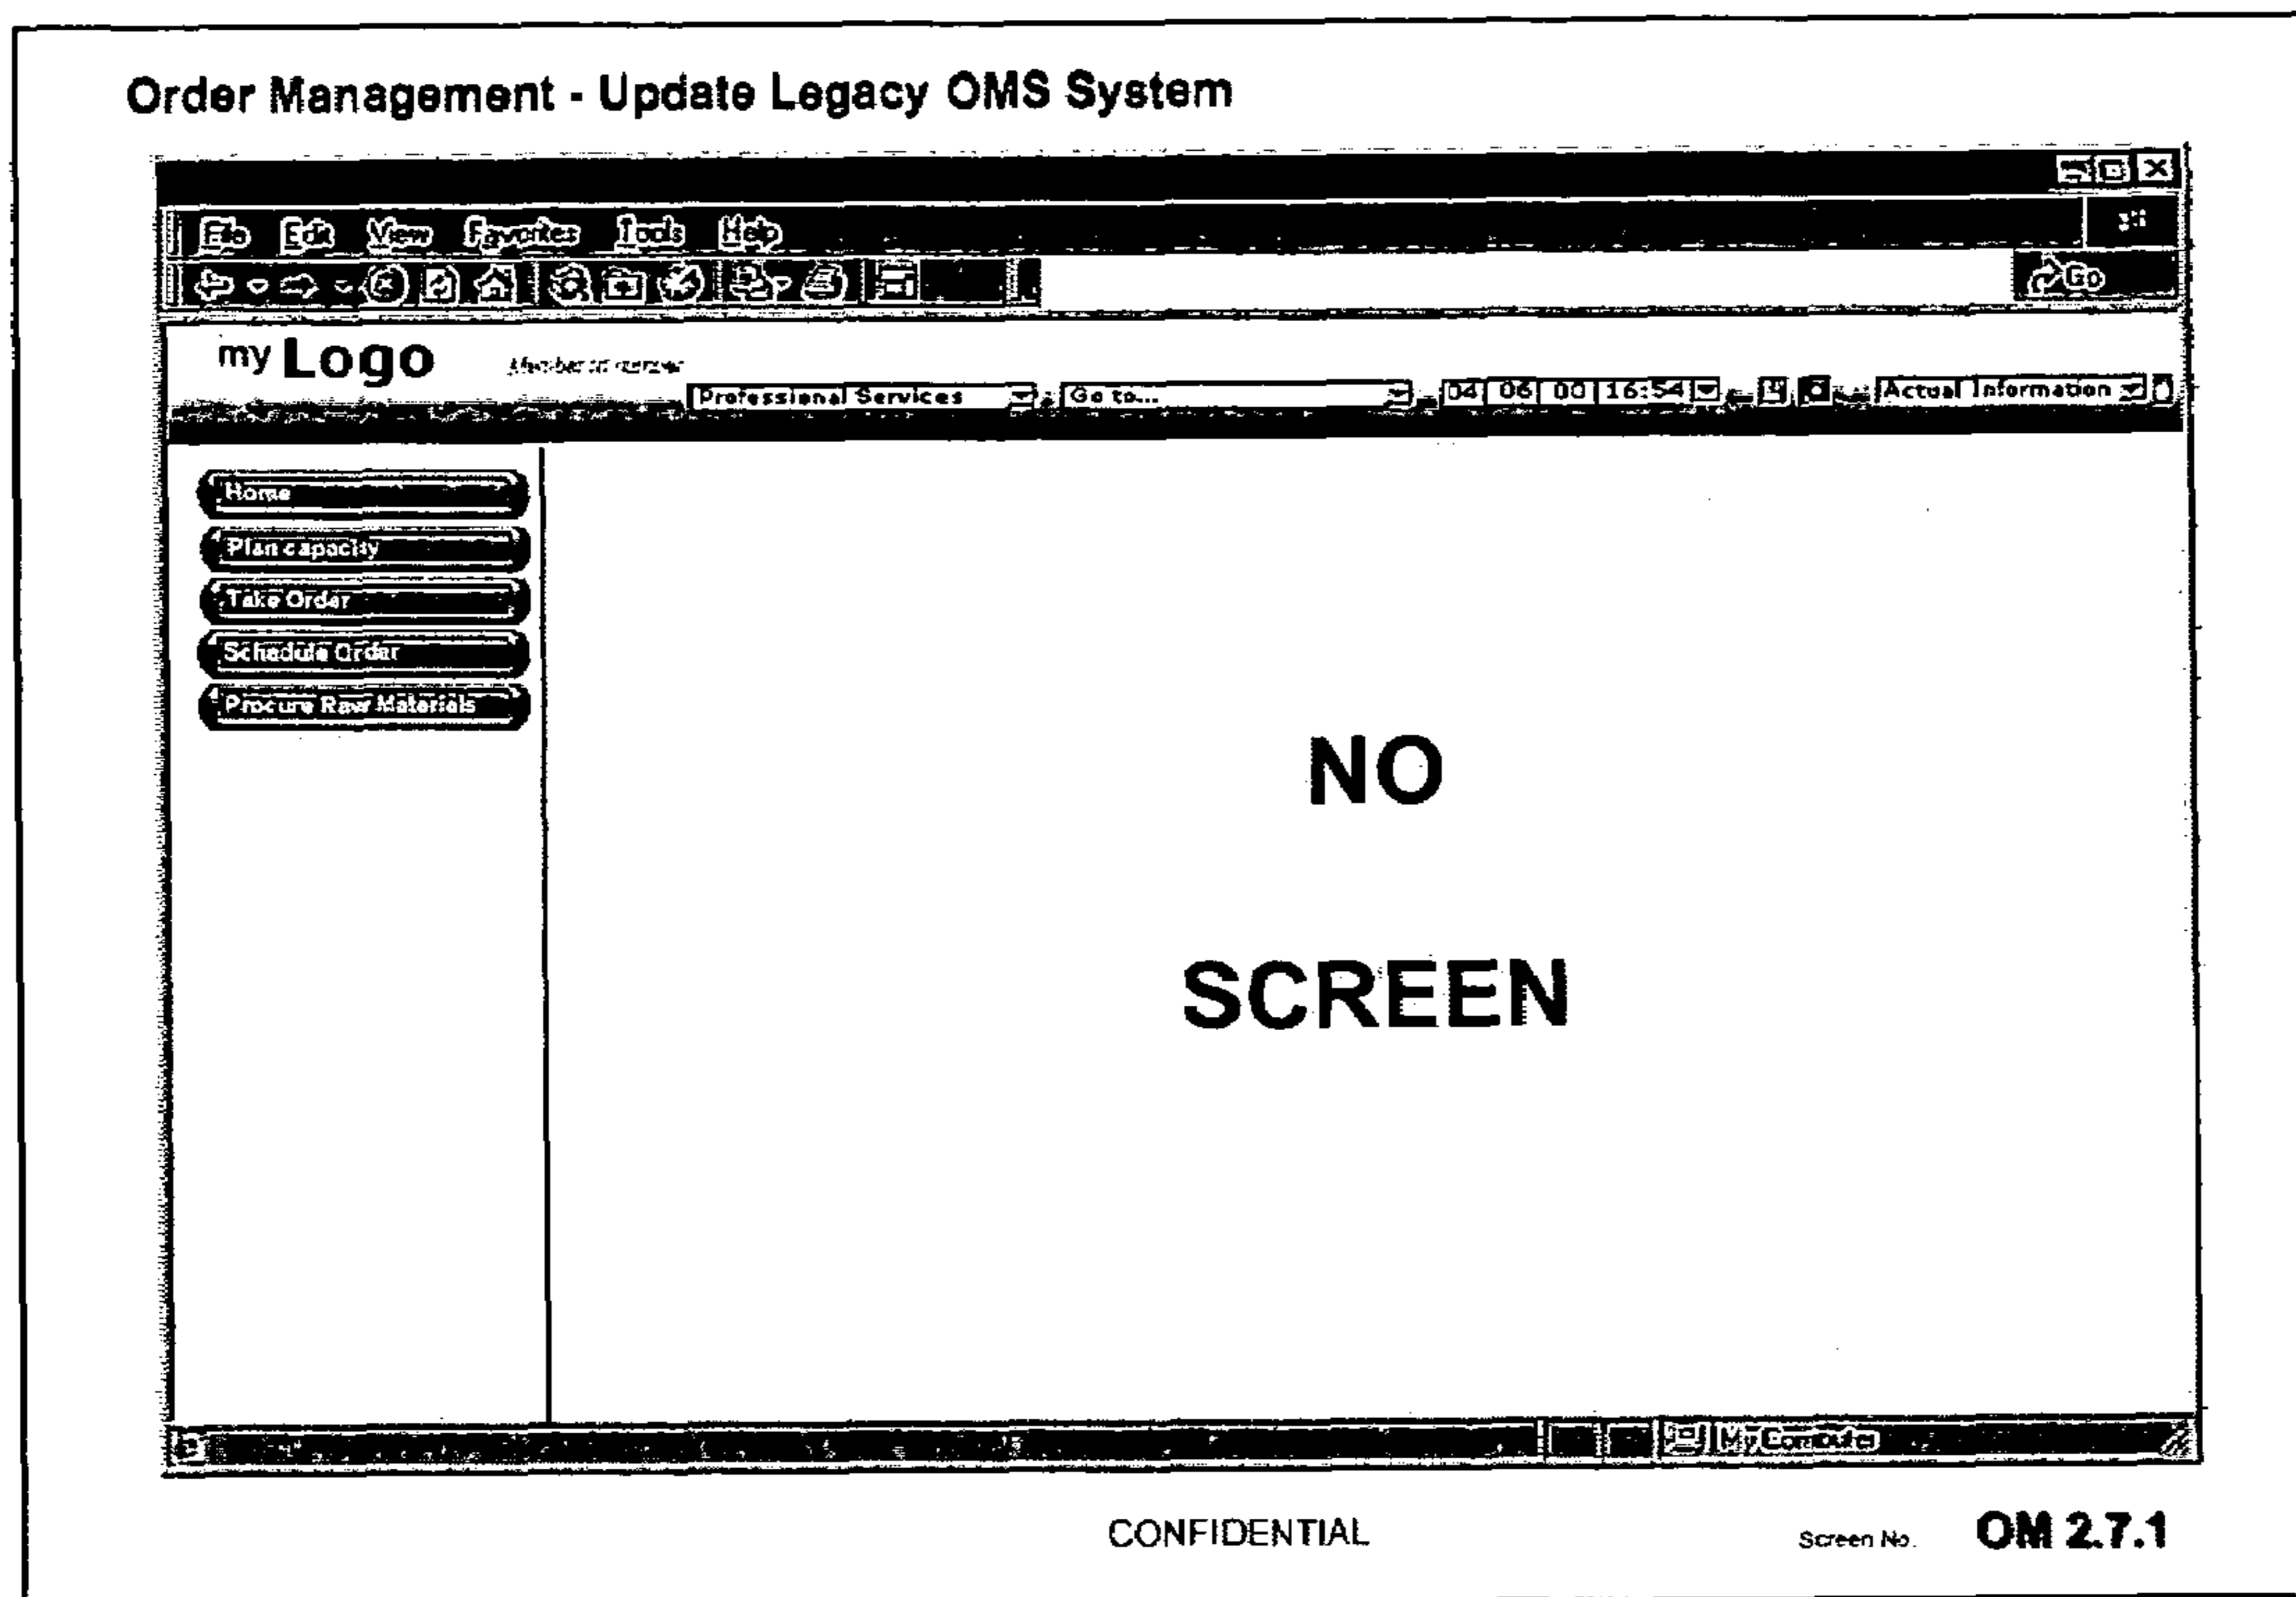 Order Management - Update Legacy OMS System
File Edit View Favorites Tools Help
Go
my Logo
Professional Services Go to... 04 06 00 16:54 Actual Information
Home
Plan capacity
Take Order
Schedule Order
Procure Raw Materials
NO
SCREEN
My Computer
CONFIDENTIAL
Screen No. OM 2.7.1